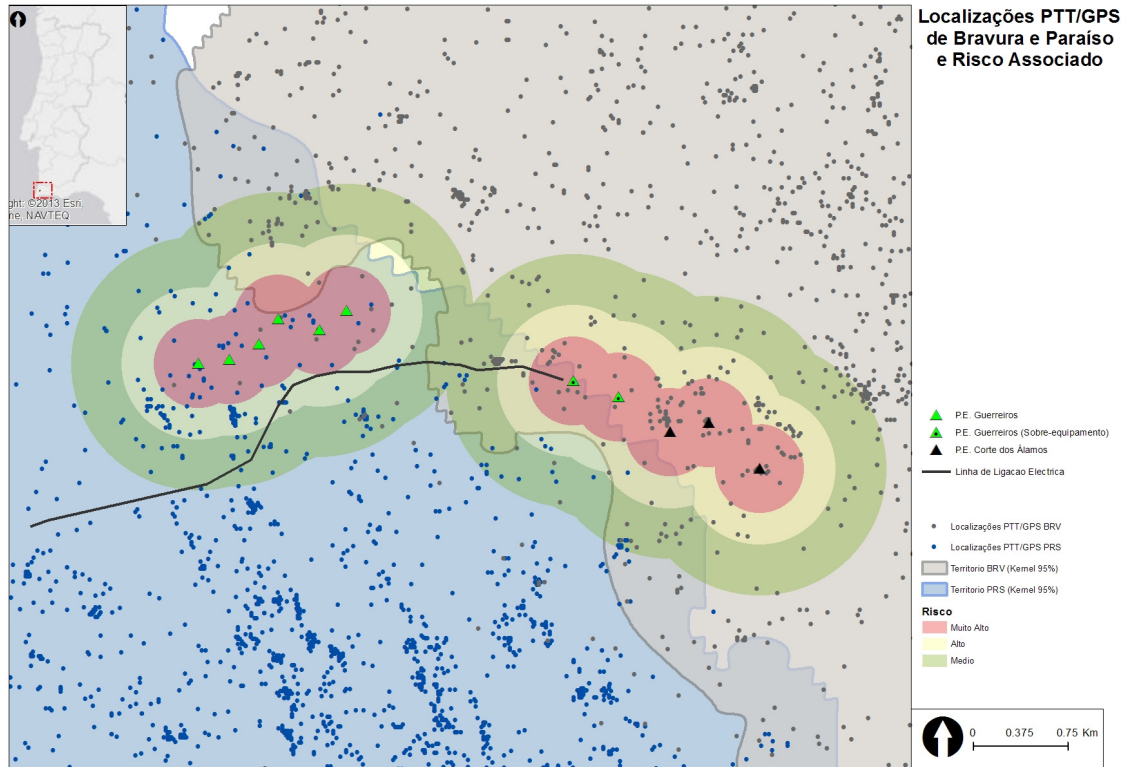 Localizações PTT/GPS
de Bravura e Paraíso
e Risco Associado
ght: ©2013 Esri,
ne, NAVTEQ
P.E. Guerreiros
P.E. Guerreiros (Sobre-equipamento)
P.E. Corte dos Álamos
Linha de Ligacao Electrica
Localizações PTT/GPS BRV
Localizações PTT/GPS PRS
Territorio BRV (Kernel 95%)
Territorio PRS (Kernel 95%)
Risco
Muito Alto
Alto
Medio
0 0.375 0.75 Km